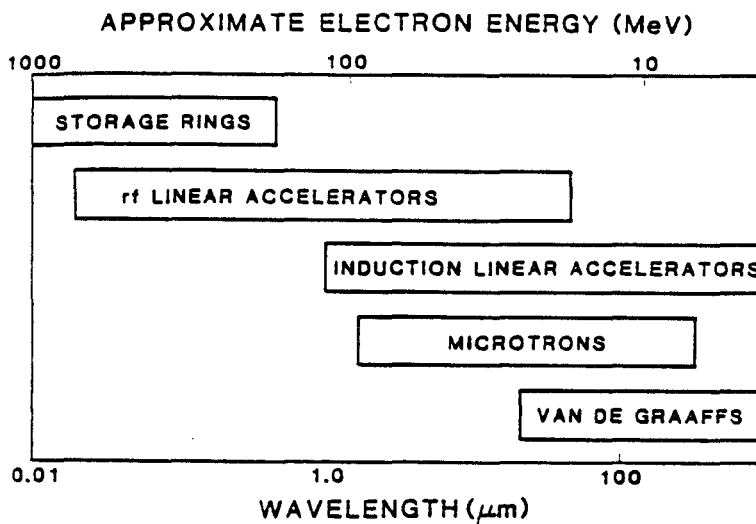 APPROXIMATE ELECTRON ENERGY (MeV)
1000 100 10
STORAGE RINGS
rf LINEAR ACCELERATORS
INDUCTION LINEAR ACCELERATORS
MICROTRONS
VAN DE GRAAFFS
0.01 1.0 100
WAVELENGTH (μm)